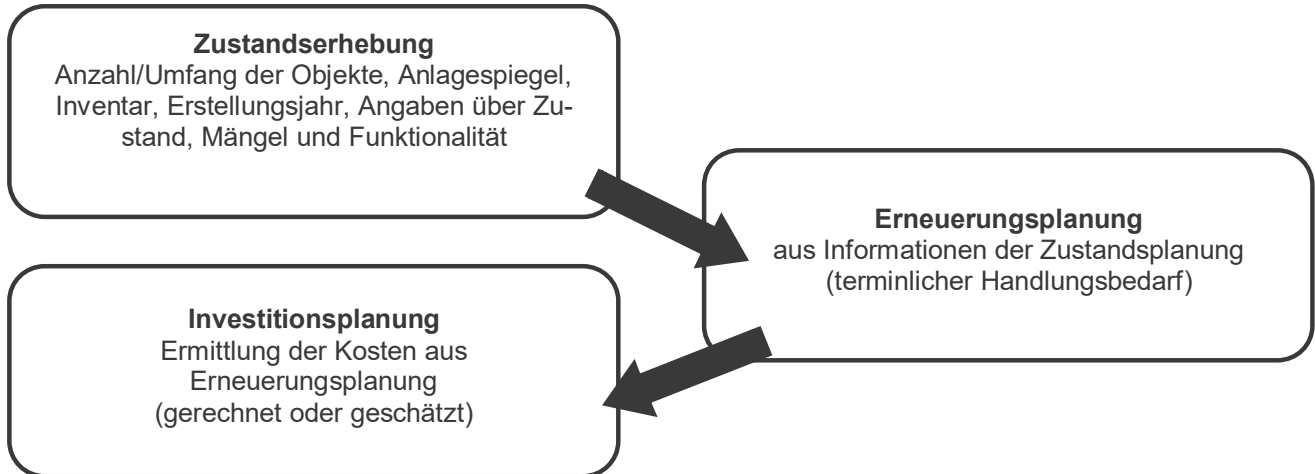 Zustandserhebung
Anzahl/Umfang der Objekte, Anlagespiegel,
Inventar, Erstellungsjahr, Angaben über Zu-
stand, Mängel und Funktionalität
Erneuerungsplanung
aus Informationen der Zustandsplanung
(terminlicher Handlungsbedarf)
Investitionsplanung
Ermittlung der Kosten aus
Erneuerungsplanung
(gerechnet oder geschätzt)